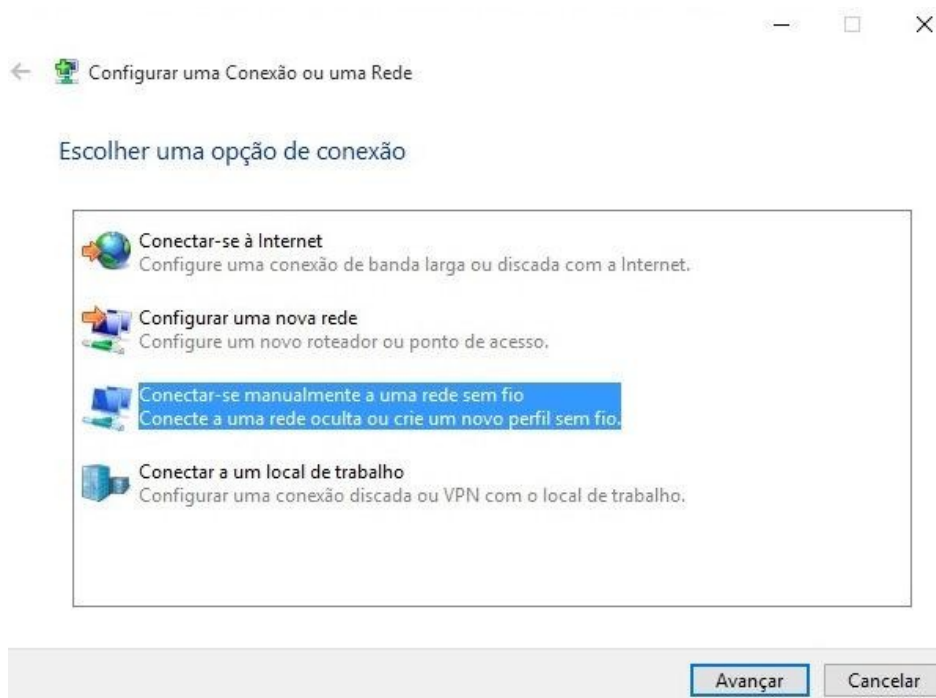 Configurar uma Conexão ou uma Rede
Escolher uma opção de conexão
Conectar-se à Internet
Configure uma conexão de banda larga ou discada com a Internet.
Configurar uma nova rede
Configure um novo roteador ou ponto de acesso.
Conectar-se manualmente a uma rede sem fio
Conecte a uma rede oculta ou crie um novo perfil sem fio.
Conectar a um local de trabalho
Configurar uma conexão discada ou VPN com o local de trabalho.
Avançar
Cancelar